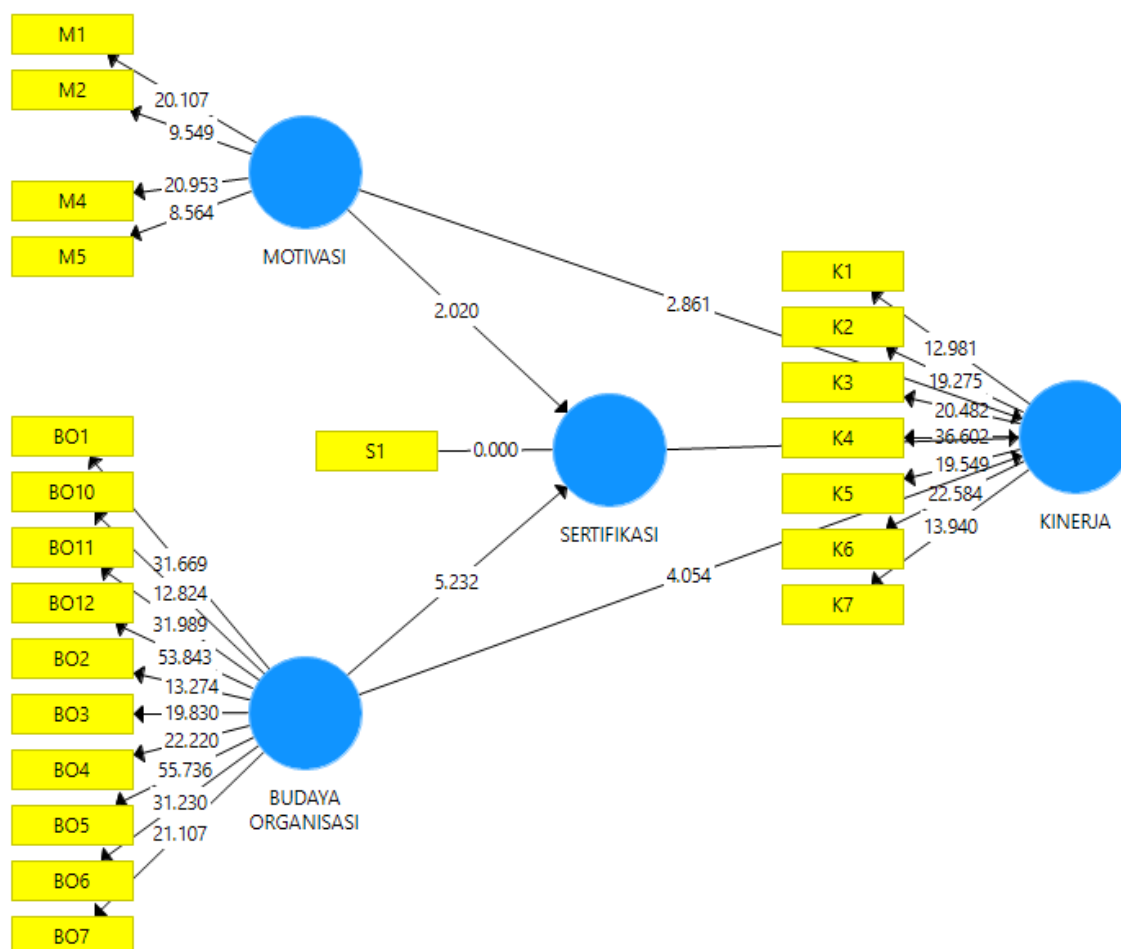 M1
M2
M4
M5
20.107
9.549
20.953
8.564
MOTIVASI
2.020
2.861
K1
K2
K3
K4
K5
K6
K7
12.981
19.275
20.482
36.602
19.549
22.584
13.940
KINERJA
S1
0.000
SERTIFIKASI
5.232
4.054
BO1
BO10
BO11
BO12
BO2
BO3
BO4
BO5
BO6
BO7
31.669
12.824
31.989
53.843
13.274
19.830
22.220
55.736
31.230
21.107
BUDAYA
ORGANISASI